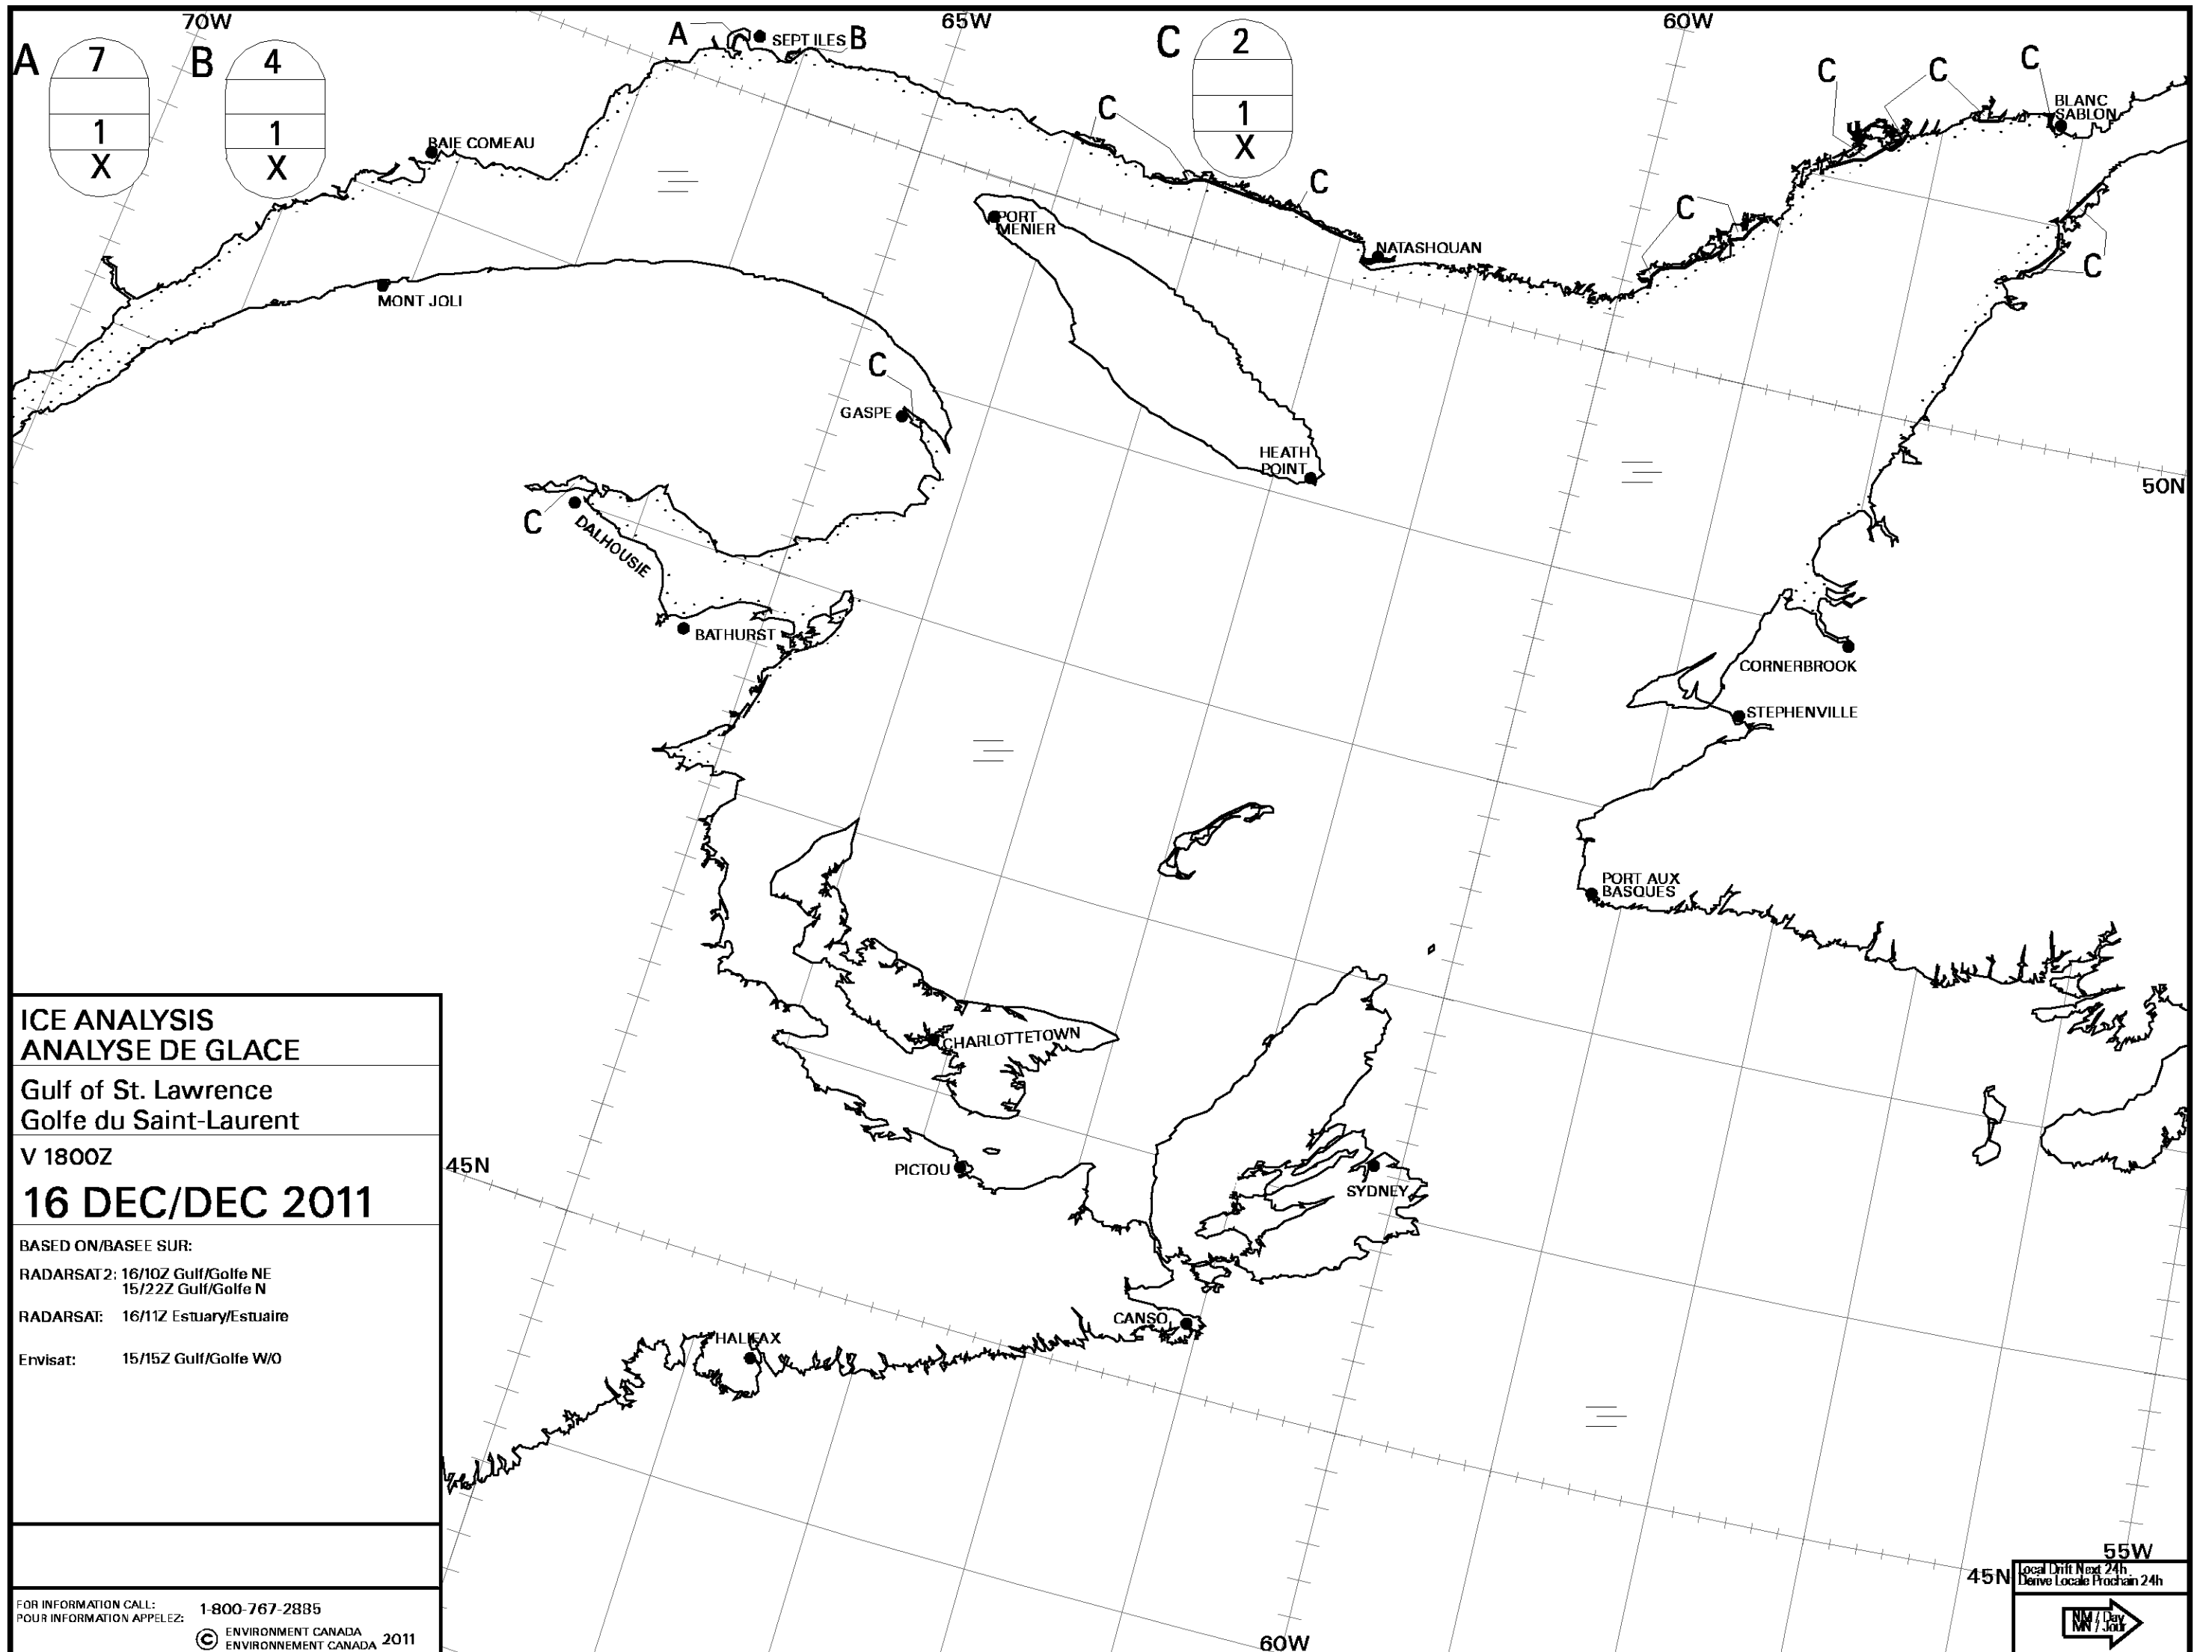 70W
65W
60W
A
7
1
X
B
4
1
X
A
SEPT ILES
B
C
2
1
X
C
C
C
BLANC
SABLON
BAIE COMEAU
C
C
C
C
PORT
MENIER
NATASHQUAN
MONT JOLI
C
C
GASPE
HEATH
POINT
50N
C
DALHOUSIE
BATHURST
CORNERBROOK
STEPHENVILLE
PORT AUX
BASQUES
CHARLOTTETOWN
PICTOU
SYDNEY
CANSO
HALIFAX
45N
ICE ANALYSIS
ANALYSE DE GLACE
Gulf of St. Lawrence
Golfe du Saint-Laurent
V 1800Z
16 DEC/DEC 2011
BASED ON/BASEE SUR:
RADARSAT2: 16/10Z Gulf/Golfe NE
15/22Z Gulf/Golfe N
RADARSAT: 16/11Z Estuary/Estuaire
Envisat: 15/15Z Gulf/Golfe W/O
FOR INFORMATION CALL:
POUR INFORMATION APPELEZ:
1-800-767-2885
© ENVIRONMENT CANADA
ENVIRONNEMENT CANADA 2011
60W
55W
45N
Local Drift Next 24h
Derive Locale Prochain 24h
NM / Day
MN / Jour